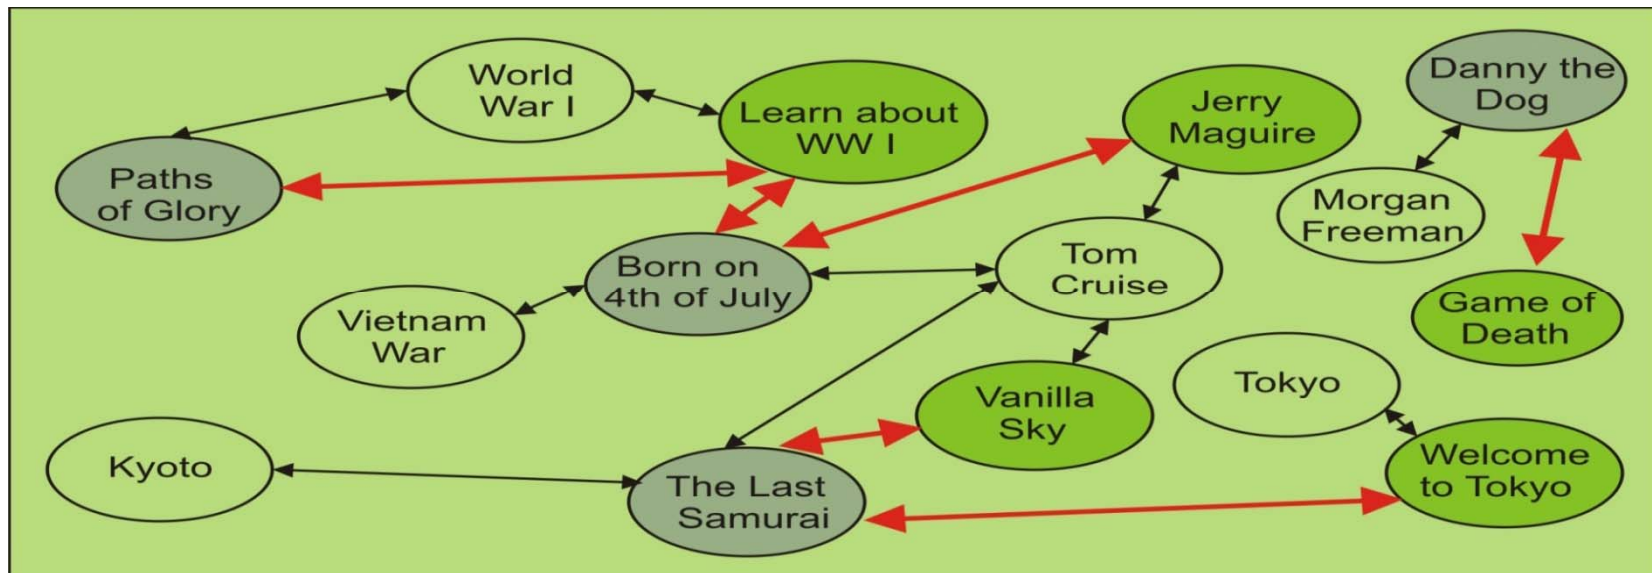 World
War I
Learn about
WW I
Jerry
Maguire
Danny the
Dog
Paths
of Glory
Morgan
Freeman
Born on
4th of July
Tom
Cruise
Vietnam
War
Game of
Death
Tokyo
Vanilla
Sky
Kyoto
The Last
Samurai
Welcome
to Tokyo